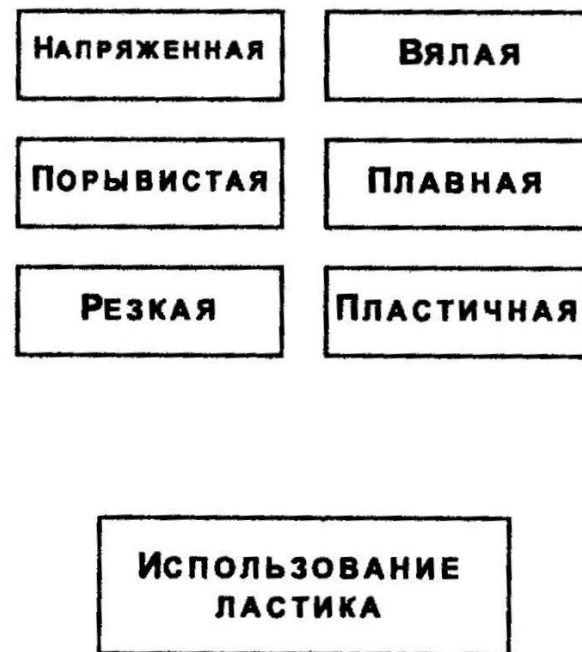 НАПРЯЖЕННАЯ ВЯЛАЯ
ПОРЫВИСТАЯ ПЛАВНАЯ
РЕЗКАЯ ПЛАСТИЧНАЯ
ИСПОЛЬЗОВАНИЕ
ЛАСТИКА